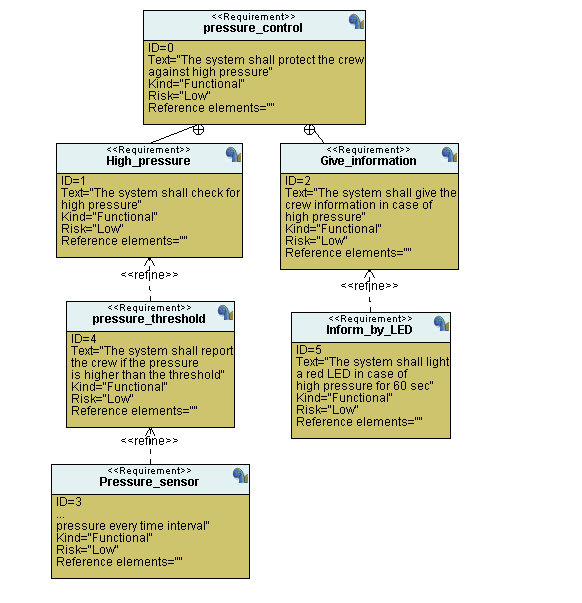 <<Requirement>>
pressure_control
ID=0
Text="The system shall protect the crew
against high pressure"
Kind="Functional"
Risk="Low"
Reference elements=""
<<Requirement>>
High_pressure
ID=1
Text="The system shall check for
high pressure"
Kind="Functional"
Risk="Low"
Reference elements=""
<<Requirement>>
Give_information
ID=2
Text="The system shall give the
crew information in case of
high pressure"
Kind="Functional"
Risk="Low"
Reference elements=""
<<refine>>
<<refine>>
<<Requirement>>
pressure_threshold
ID=4
Text="The system shall report
the crew if the pressure
is higher than the threshold"
Kind="Functional"
Risk="Low"
Reference elements=""
<<Requirement>>
Inform_by_LED
ID=5
Text="The system shall light
a red LED in case of
high pressure for 60 sec"
Kind="Functional"
Risk="Low"
Reference elements=""
<<refine>>
<<Requirement>>
Pressure_sensor
ID=3
...
pressure every time interval"
Kind="Functional"
Risk="Low"
Reference elements=""